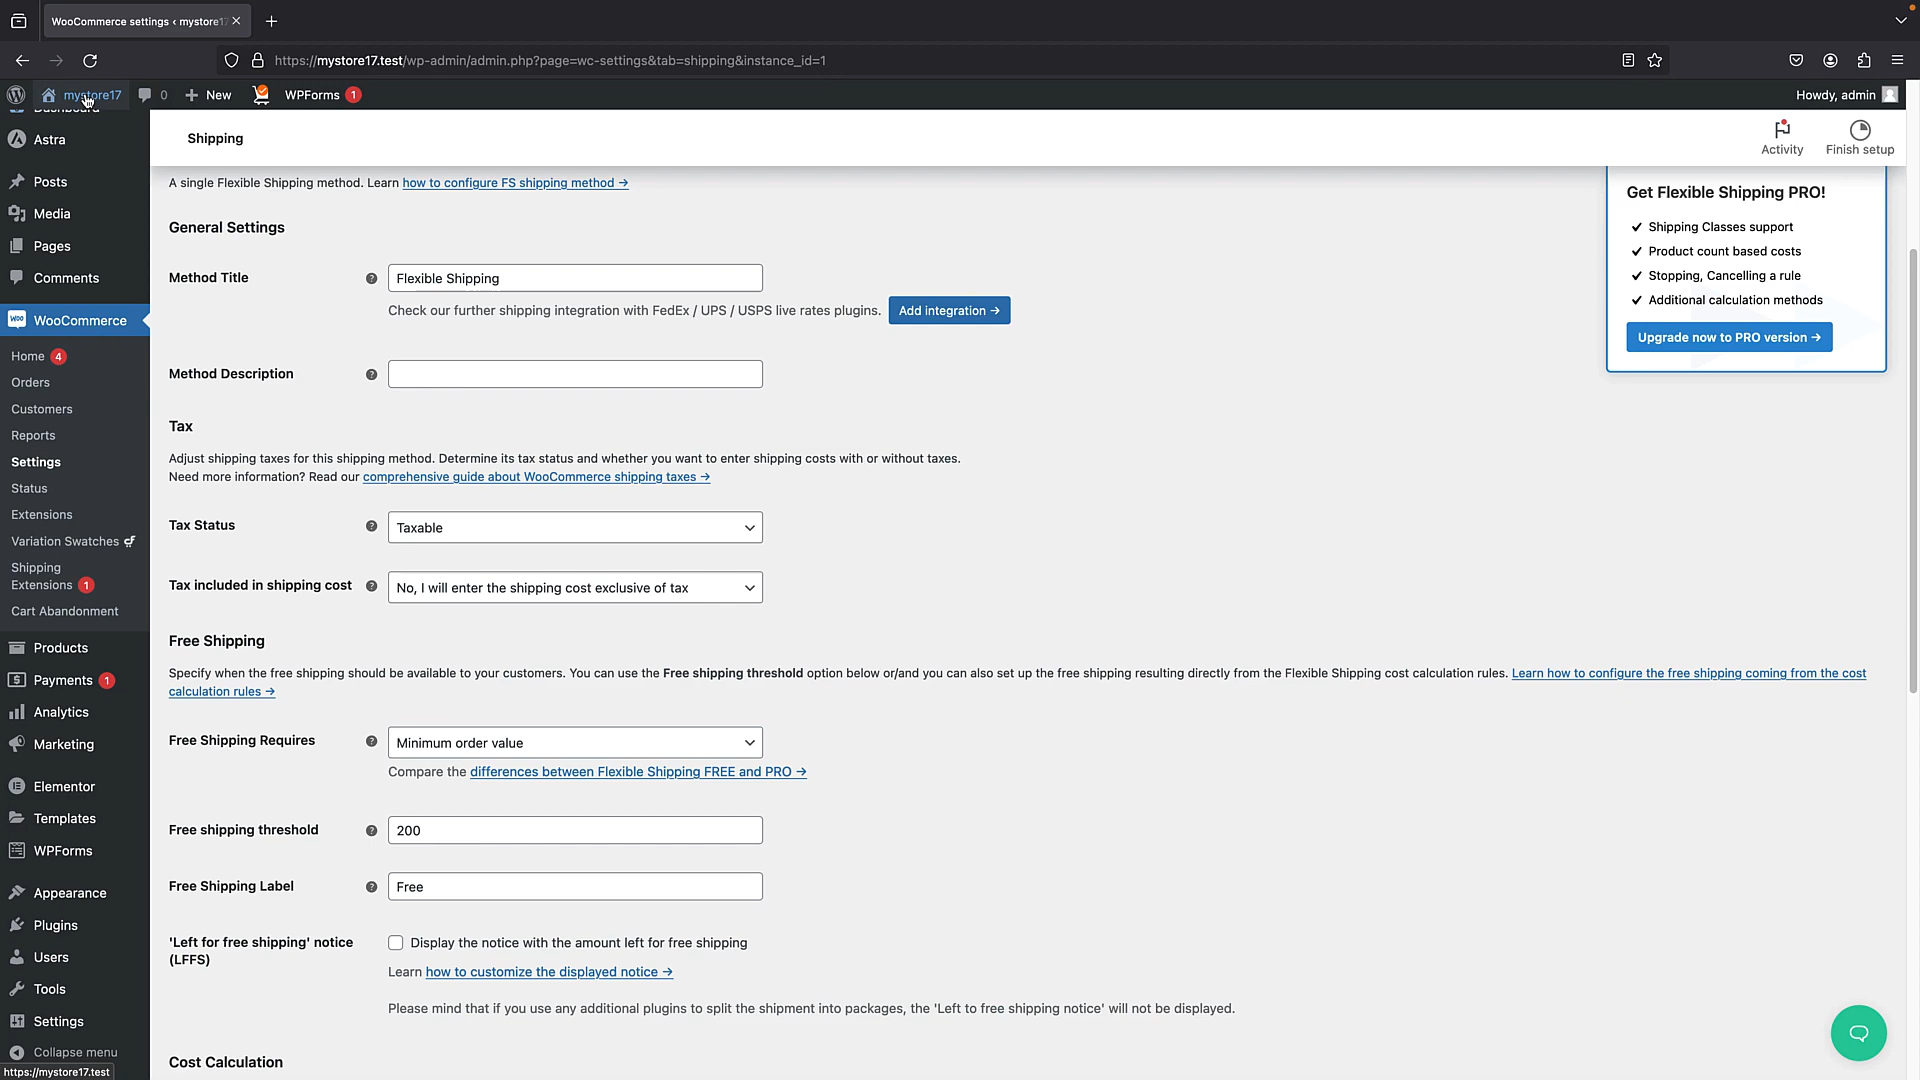 WooCommerce settings ‹ mystore17
https://mystore17.test/wp-admin/admin.php?page=wc-settings&tab=shipping&instance_id=1
mystore17
0
New
WPForms 1
Howdy, admin
Dashboard
Astra
Posts
Media
Pages
Comments
WooCommerce
Home 4
Orders
Customers
Reports
Settings
Status
Extensions
Variation Swatches
Shipping
Extensions 1
Cart Abandonment
Products
Payments 1
Analytics
Marketing
Elementor
Templates
WPForms
Appearance
Plugins
Users
Tools
Settings
Collapse menu
https://mystore17.test
Shipping
Activity
Finish setup
A single Flexible Shipping method. Learn how to configure FS shipping method →
General Settings
Method Title
Flexible Shipping
Check our further shipping integration with FedEx / UPS / USPS live rates plugins. Add integration →
Method Description
Tax
Adjust shipping taxes for this shipping method. Determine its tax status and whether you want to enter shipping costs with or without taxes.
Need more information? Read our comprehensive guide about WooCommerce shipping taxes →
Tax Status
Taxable
Tax included in shipping cost
No, I will enter the shipping cost exclusive of tax
Free Shipping
Specify when the free shipping should be available to your customers. You can use the Free shipping threshold option below or/and you can also set up the free shipping resulting directly from the Flexible Shipping cost calculation rules. Learn how to configure the free shipping coming from the cost
calculation rules →
Free Shipping Requires
Minimum order value
Compare the differences between Flexible Shipping FREE and PRO →
Free shipping threshold
200
Free Shipping Label
Free
'Left for free shipping' notice
(LFFS)
Display the notice with the amount left for free shipping
Learn how to customize the displayed notice →
Please mind that if you use any additional plugins to split the shipment into packages, the 'Left to free shipping notice' will not be displayed.
Cost Calculation
Get Flexible Shipping PRO!
Shipping Classes support
Product count based costs
Stopping, Cancelling a rule
Additional calculation methods
Upgrade now to PRO version →